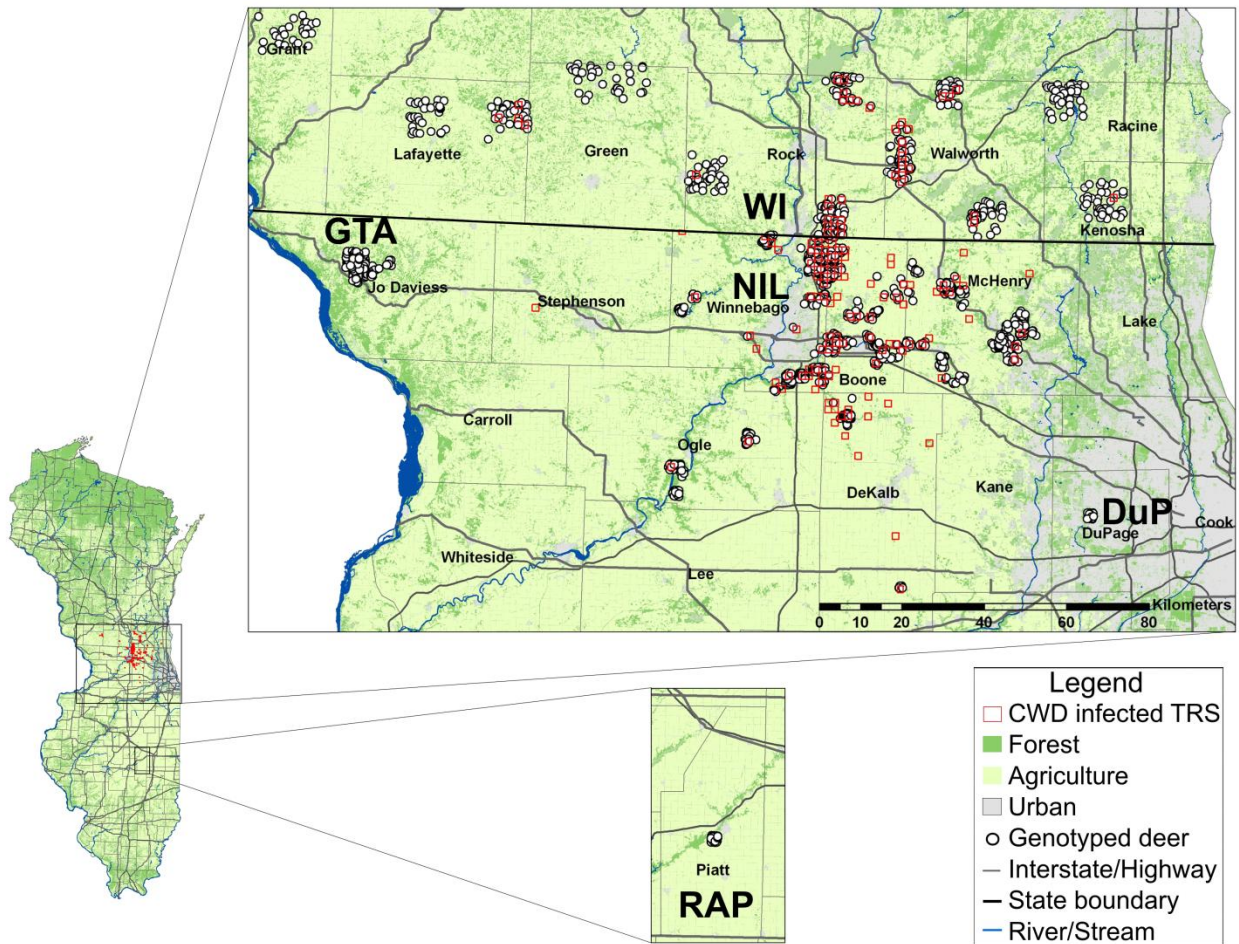 Grant
Lafayette
Green
Rock
Walworth
Racine
Kenosha
WI
GTA
Jo Daviess
Stephenson
NIL
Winnebago
McHenry
Lake
Boone
Carroll
Ogle
DeKalb
Kane
DuP
DuPage
Cook
Whiteside
Lee
Kilometers
0 10 20 40 60 80
Piatt
RAP
Legend
CWD infected TRS
Forest
Agriculture
Urban
Genotyped deer
Interstate/Highway
State boundary
River/Stream